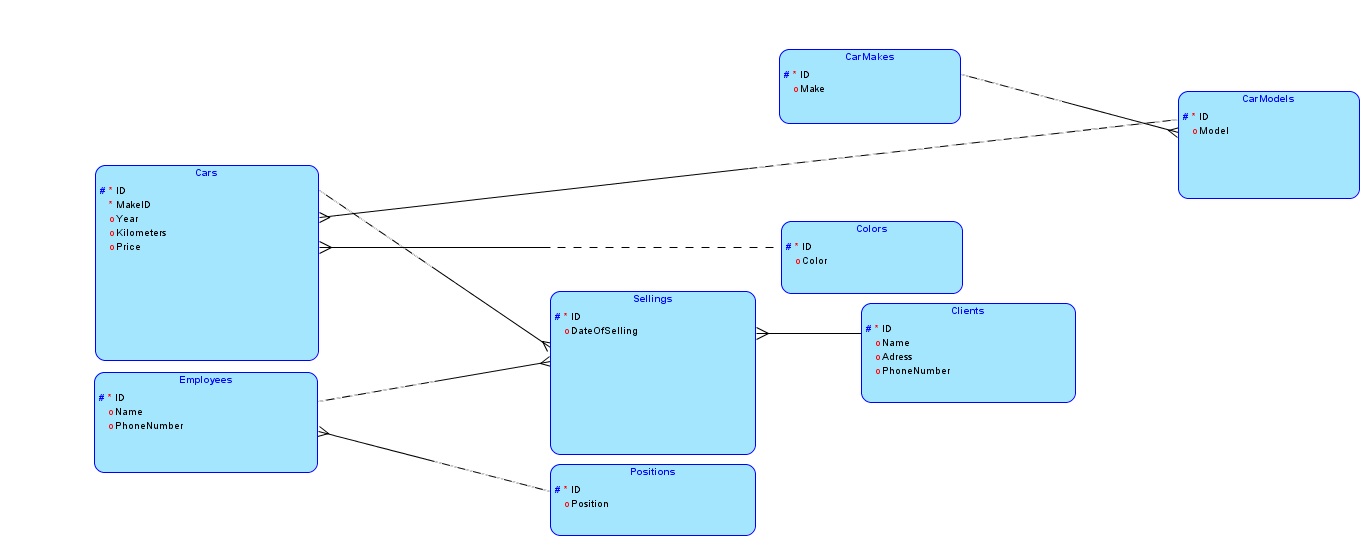 CarMakes
# * ID
o Make
CarModels
# * ID
o Model
Cars
# * ID
* MakeID
o Year
o Kilometers
o Price
Colors
# * ID
o Color
Sellings
# * ID
o DateOfSelling
Clients
# * ID
o Name
o Adress
o PhoneNumber
Employees
# * ID
o Name
o PhoneNumber
Positions
# * ID
o Position